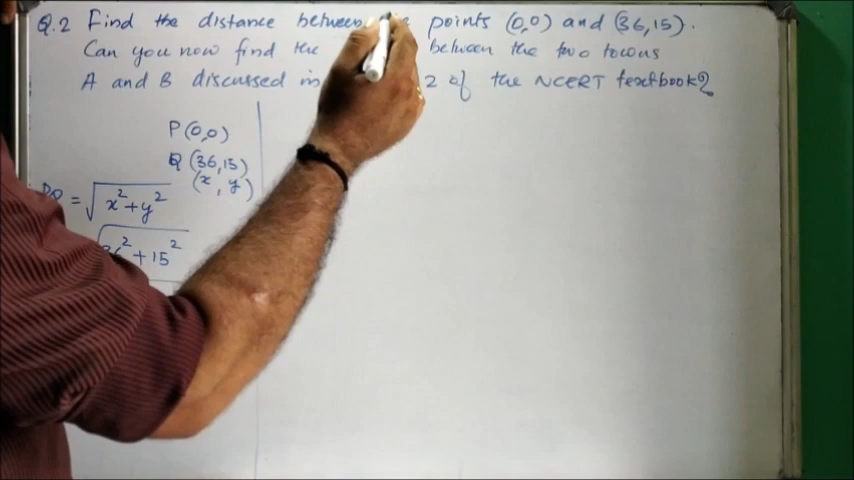 Q.2 Find the distance between points (0,0) and (36,15).
Can you now find the between the two towns
A and B discussed in 2 of the NCERT textbook?
P(0,0)
Q (36,15)
(x, y)
= √x²+y²
² + 15²